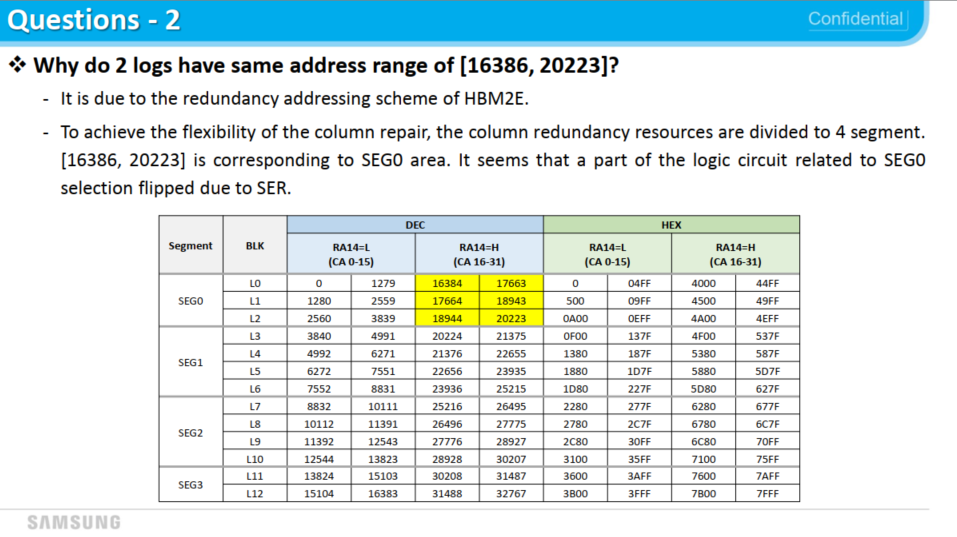 Questions - 2
Confidential
❖ Why do 2 logs have same address range of [16386, 20223]?
- It is due to the redundancy addressing scheme of HBM2E.
- To achieve the flexibility of the column repair, the column redundancy resources are divided to 4 segment.
[16386, 20223] is corresponding to SEG0 area. It seems that a part of the logic circuit related to SEG0
selection flipped due to SER.
Segment BLK DEC HEX
RA14=L RA14=H RA14=L RA14=H
(CA 0-15) (CA 16-31) (CA 0-15) (CA 16-31)
SEG0
L0 0 1279 16384 17663 0 04FF 4000 44FF
L1 1280 2559 17664 18943 500 09FF 4500 49FF
L2 2560 3839 18944 20223 0A00 0EFF 4A00 4EFF
SEG1
L3 3840 4991 20224 21375 0F00 137F 4F00 537F
L4 4992 6271 21376 22655 1380 187F 5380 587F
L5 6272 7551 22656 23935 1880 1D7F 5880 5D7F
L6 7552 8831 23936 25215 1D80 227F 5D80 627F
SEG2
L7 8832 10111 25216 26495 2280 277F 6280 677F
L8 10112 11391 26496 27775 2780 2C7F 6780 6C7F
L9 11392 12543 27776 28927 2C80 30FF 6C80 70FF
L10 12544 13823 28928 30207 3100 35FF 7100 75FF
SEG3
L11 13824 15103 30208 31487 3600 3AFF 7600 7AFF
L12 15104 16383 31488 32767 3B00 3FFF 7B00 7FFF
SAMSUNG